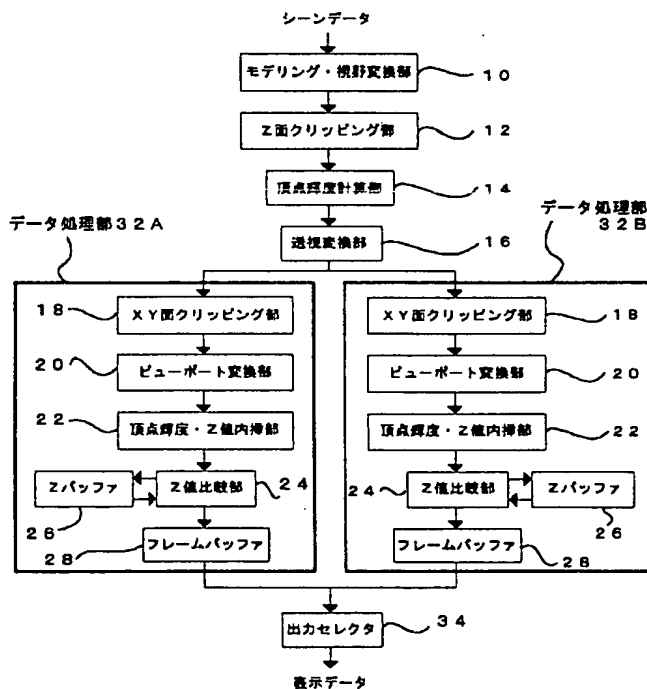 シーンデータ
モデリング・視野変換部
10
Z面クリッピング部
12
頂点輝度計算部
14
データ処理部32A
データ処理部
32B
透視変換部
16
18
XY面クリッピング部
XY面クリッピング部
18
20
ビューポート変換部
ビューポート変換部
20
22
頂点輝度・Z値内挿部
頂点輝度・Z値内挿部
22
Zバッファ
Z値比較部
24
24
Z値比較部
Zバッファ
26
26
28
フレームバッファ
フレームバッファ
28
出力セレクタ
34
表示データ